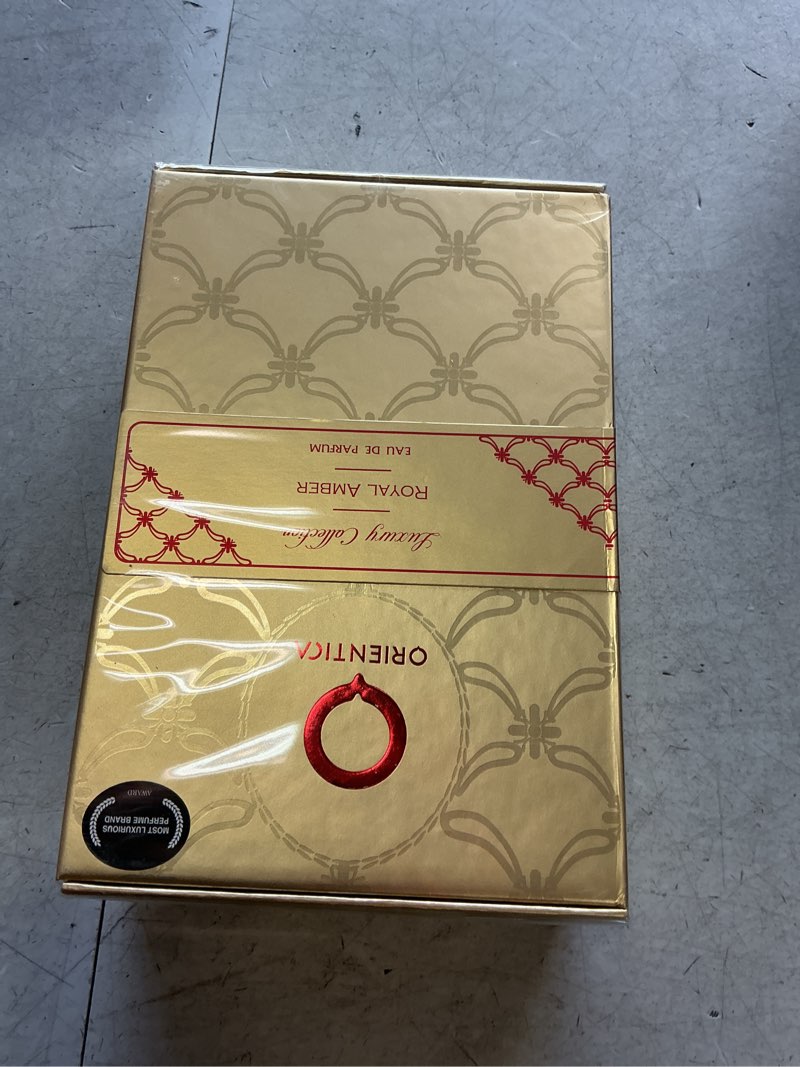 ORIENTICA
Luxury Collection
ROYAL AMBER
EAU DE PARFUM
MOST LUXURIOUS
PERFUME BRAND
AWARD